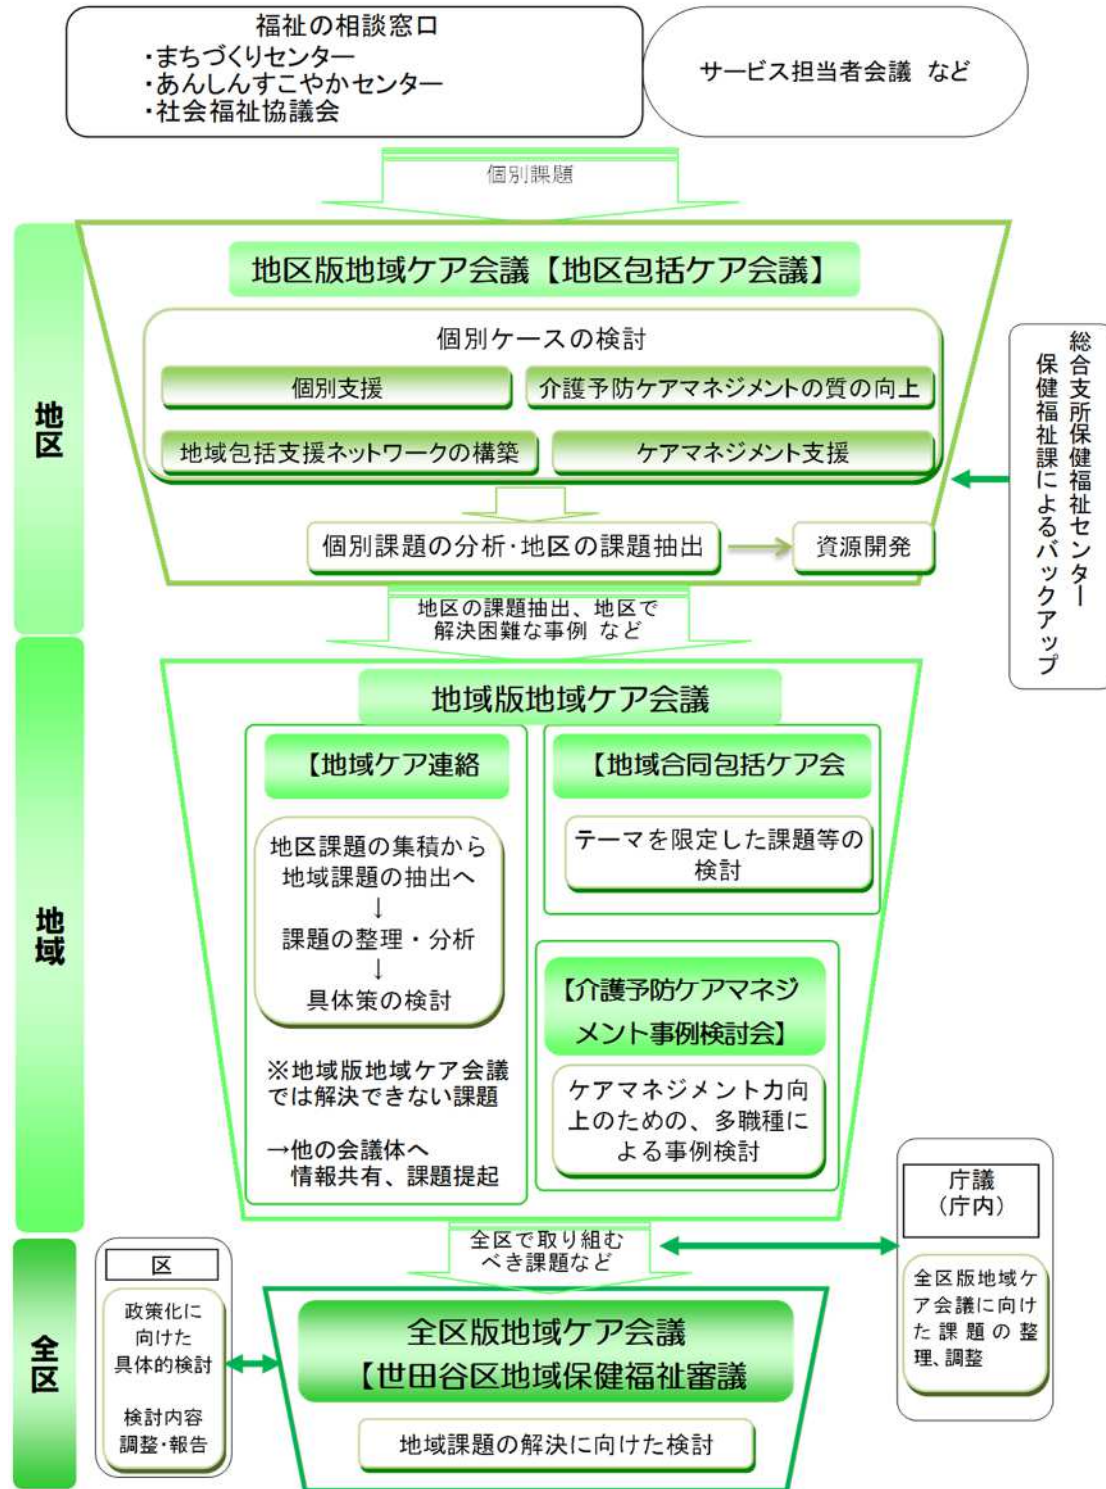 福祉の相談窓口
・まちづくりセンター
・あんしんすこやかセンター
・社会福祉協議会
サービス担当者会議 など
個別課題
地区
地区版地域ケア会議【地区包括ケア会議】
個別ケースの検討
個別支援
介護予防ケアマネジメントの質の向上
地域包括支援ネットワークの構築
ケアマネジメント支援
個別課題の分析・地区の課題抽出
資源開発
総合支所保健福祉センター
保健福祉課によるバックアップ
地区の課題抽出、地区で
解決困難な事例 など
地域
地域版地域ケア会議
【地域ケア連絡
地区課題の集積から
地域課題の抽出へ
↓
課題の整理・分析
↓
具体策の検討
※地域版地域ケア会議
では解決できない課題
→他の会議体へ
情報共有、課題提起
【地域合同包括ケア会
テーマを限定した課題等の
検討
【介護予防ケアマネジ
メント事例検討会】
ケアマネジメント力向
上のための、多職種に
よる事例検討
全区で取り組む
べき課題など
庁議
（庁内）
全区版地域ケ
ア会議に向け
た課題の整
理、調整
全区
区
政策化に
向けた
具体的検討
検討内容
調整・報告
全区版地域ケア会議
【世田谷区地域保健福祉審議
地域課題の解決に向けた検討